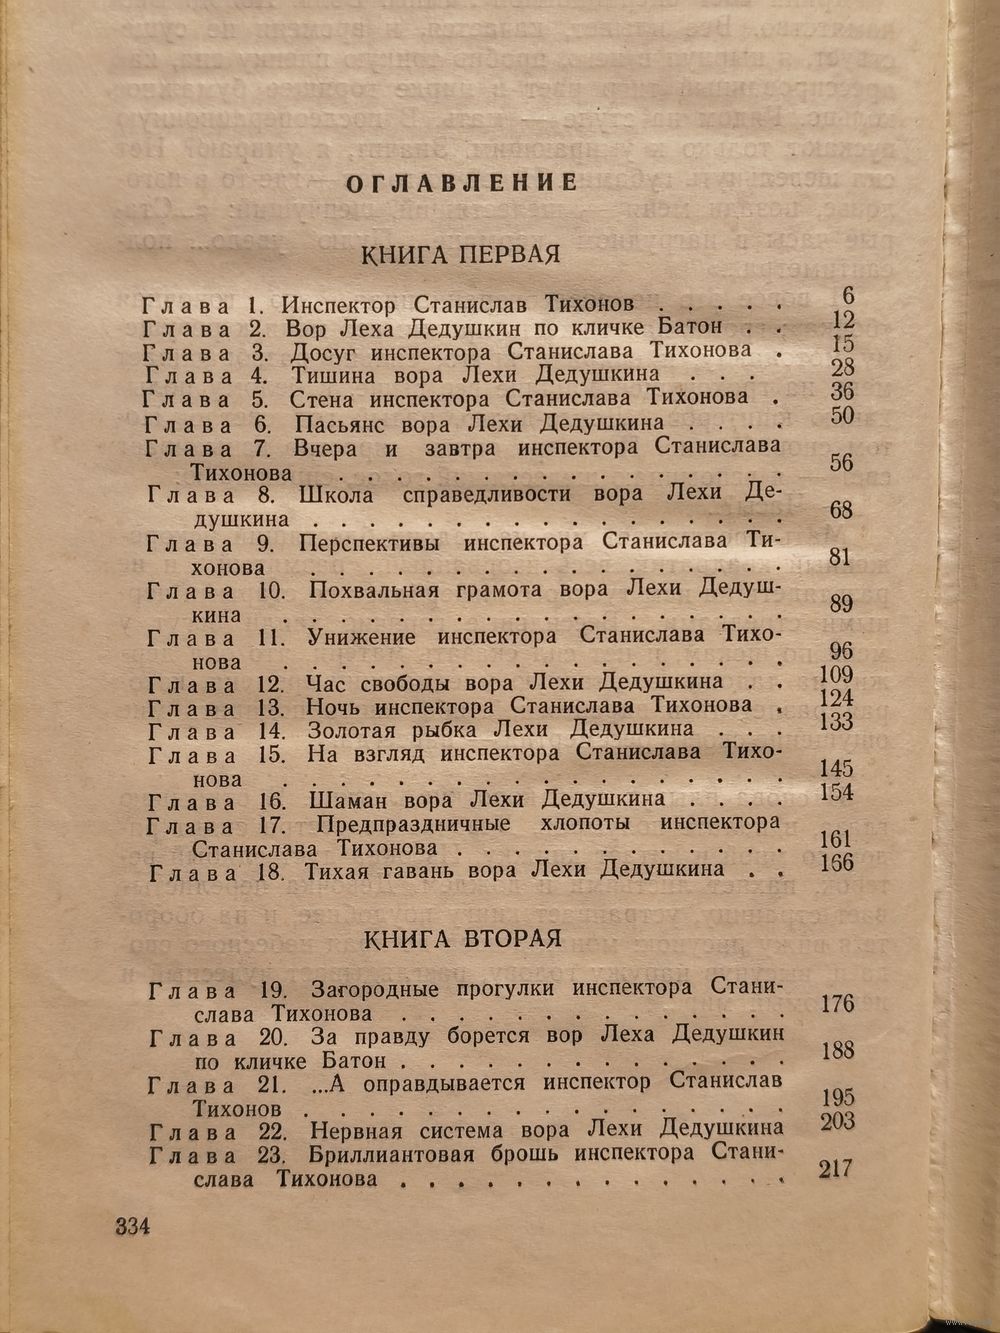 ОГЛАВЛЕНИЕ
КНИГА ПЕРВАЯ
Глава 1. Инспектор Станислав Тихонов . . . . . 6
Глава 2. Вор Леха Дедушкин по кличке Батон . . 12
Глава 3. Досуг инспектора Станислава Тихонова . 15
Глава 4. Тишина вора Лехи Дедушкина . . . 28
Глава 5. Стена инспектора Станислава Тихонова . 36
Глава 6. Пасьянс вора Лехи Дедушкина . . . . 50
Глава 7. Вчера и завтра инспектора Станислава
Тихонова . . . . . . . . . . . . . . . . 56
Глава 8. Школа справедливости вора Лехи Де-
душкина . . . . . . . . . . . . . . . . . 68
Глава 9. Перспективы инспектора Станислава Ти-
хонова . . . . . . . . . . . . . . . . . 81
Глава 10. Похвальная грамота вора Лехи Дедуш-
кина . . . . . . . . . . . . . . . . . . 89
Глава 11. Унижение инспектора Станислава Тихо-
нова . . . . . . . . . . . . . . . . . . 96
Глава 12. Час свободы вора Лехи Дедушкина . . 109
Глава 13. Ночь инспектора Станислава Тихонова . 124
Глава 14. Золотая рыбка Лехи Дедушкина . . . 133
Глава 15. На взгляд инспектора Станислава Тихо-
нова . . . . . . . . . . . . . . . . . . 145
Глава 16. Шаман вора Лехи Дедушкина . . . . 154
Глава 17. Предпраздничные хлопоты инспектора
Станислава Тихонова . . . . . . . . . . . . 161
Глава 18. Тихая гавань вора Лехи Дедушкина . . 166
КНИГА ВТОРАЯ
Глава 19. Загородные прогулки инспектора Стани-
слава Тихонова . . . . . . . . . . . . . . 176
Глава 20. За правду борется вор Леха Дедушкин
по кличке Батон . . . . . . . . . . . . . . 188
Глава 21. ...А оправдывается инспектор Станислав
Тихонов . . . . . . . . . . . . . . . . . 195
Глава 22. Нервная система вора Лехи Дедушкина 203
Глава 23. Бриллиантовая брошь инспектора Стани-
слава Тихонова . . . . . . . . . . . . . . 217
334